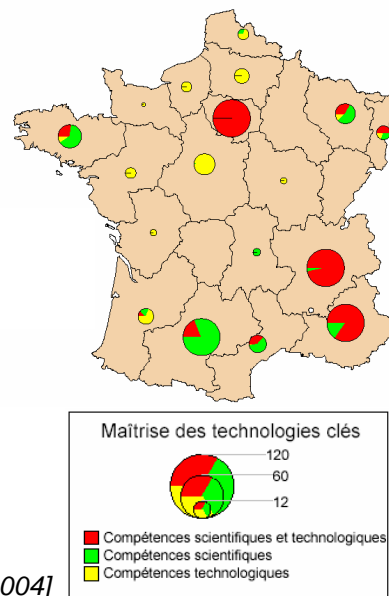 Maîtrise des technologies clés
120
60
12
Compétences scientifiques et technologiques
Compétences scientifiques
Compétences technologiques
004]